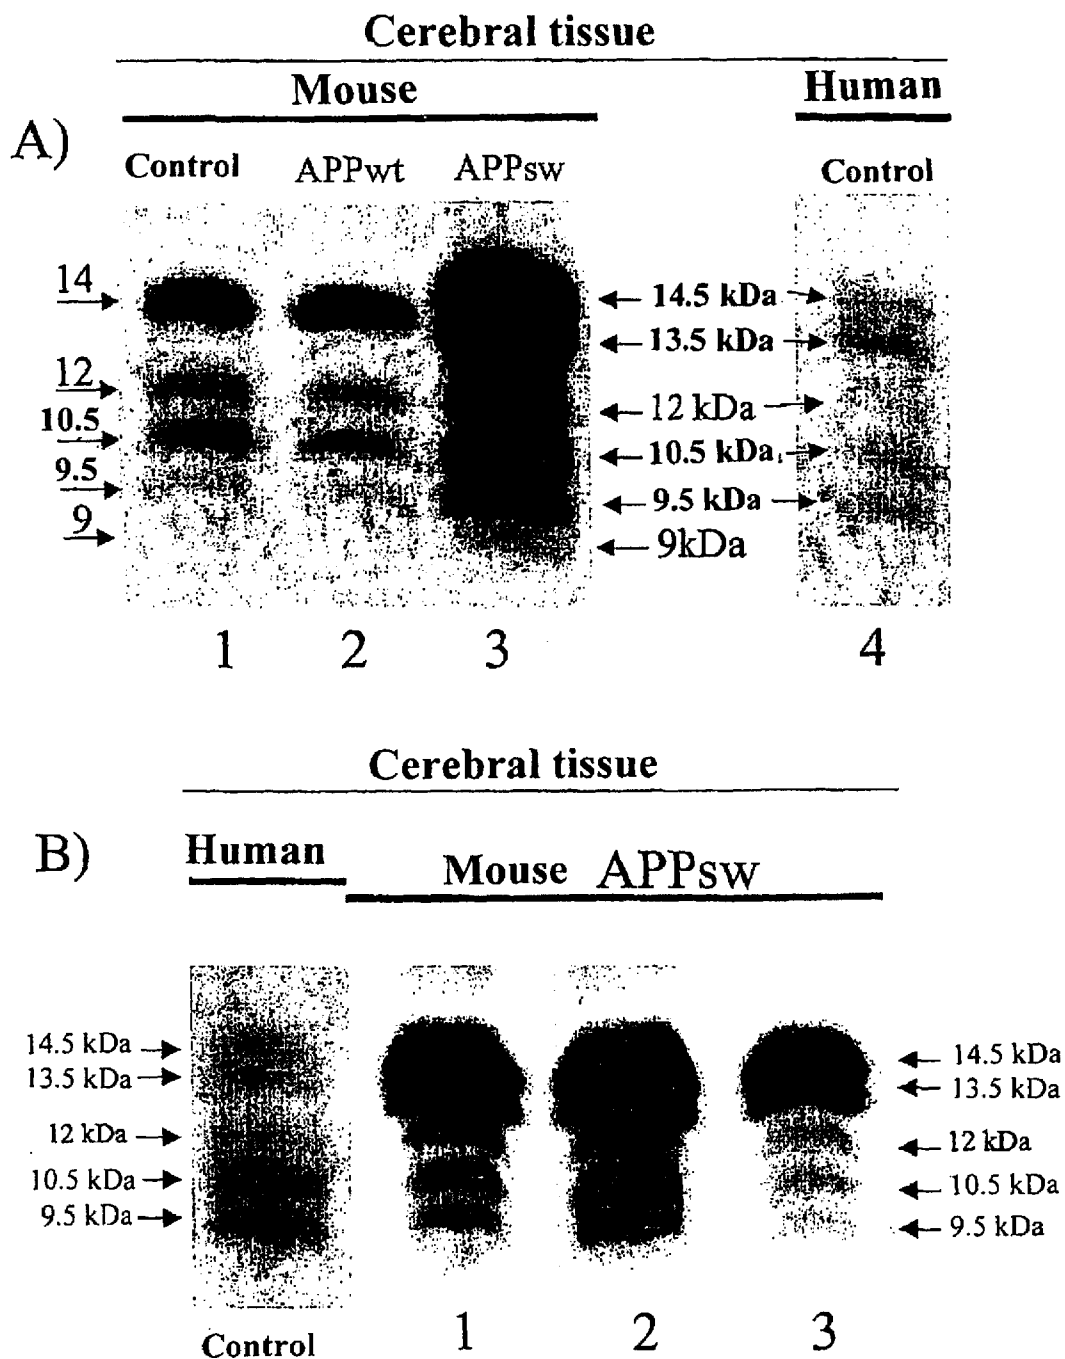 Cerebral tissue
Mouse Human
A)
Control APPwt APPsw Control
14 14.5 kDa
13.5 kDa
12 12 kDa
10.5 10.5 kDa
9.5 9.5 kDa
9 9kDa
1 2 3 4
Cerebral tissue
B) Human Mouse APPsw
14.5 kDa 14.5 kDa
13.5 kDa 13.5 kDa
12 kDa 12 kDa
10.5 kDa 10.5 kDa
9.5 kDa 9.5 kDa
Control 1 2 3